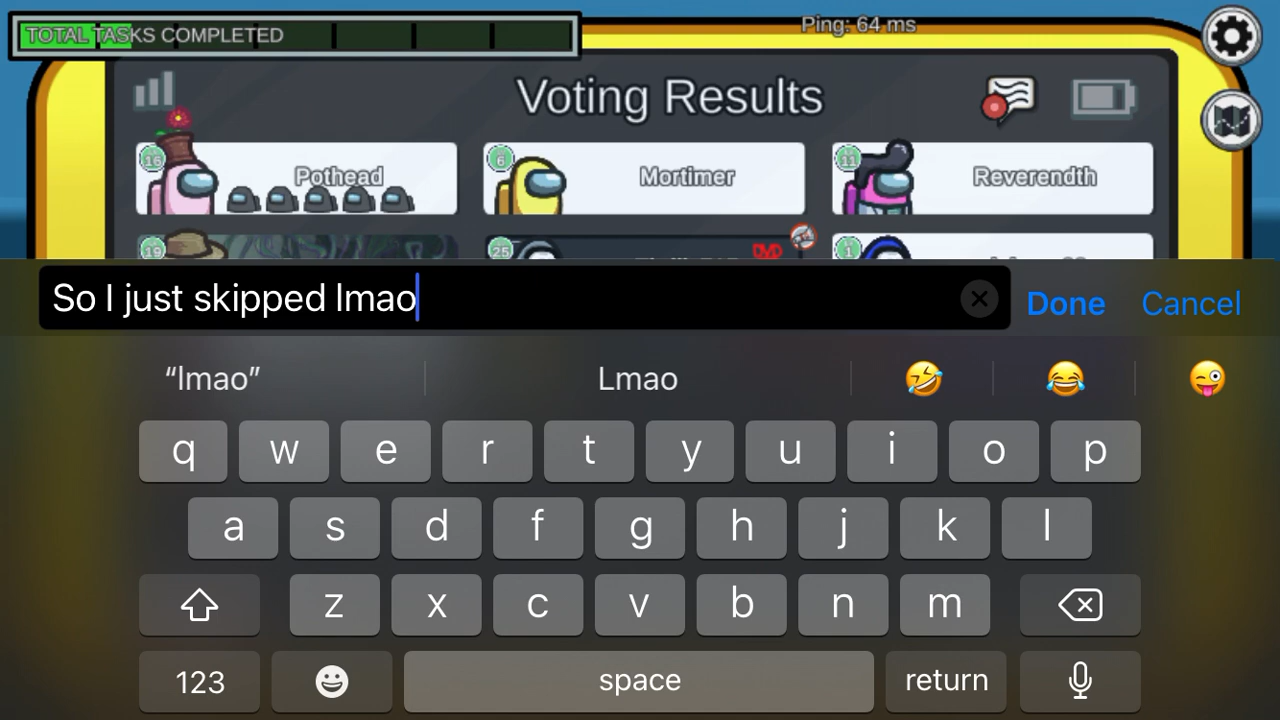 TOTAL TASKS COMPLETED
Ping: 64 ms
Voting Results
16 Pothead
6 Mortimer
11 Reverendth
19
25
1
So I just skipped lmao
Done Cancel
“lmao” Lmao
q w e r t y u i o p
a s d f g h j k l
z x c v b n m
123 space return